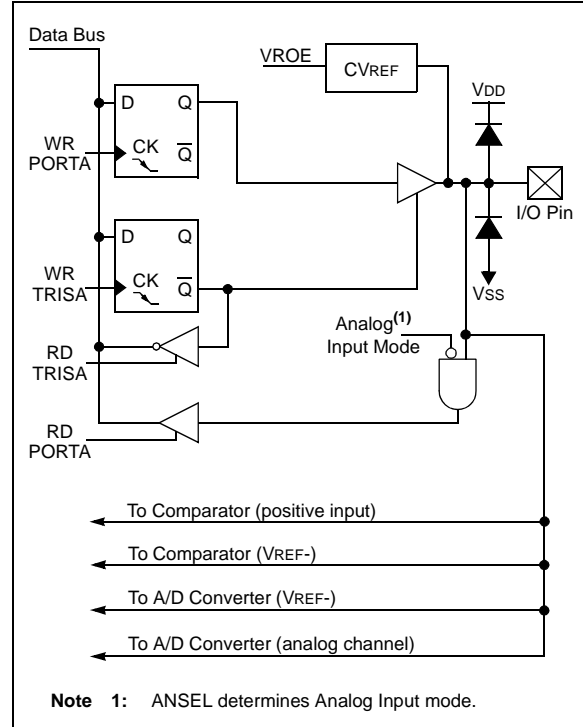 Data Bus
VROE
CVREF
VDD
D Q
WR
PORTA
CK
Q
I/O Pin
D Q
WR
TRISA
CK
Q
VSS
Analog(1)
Input Mode
RD
TRISA
RD
PORTA
To Comparator (positive input)
To Comparator (VREF-)
To A/D Converter (VREF-)
To A/D Converter (analog channel)
Note 1: ANSEL determines Analog Input mode.